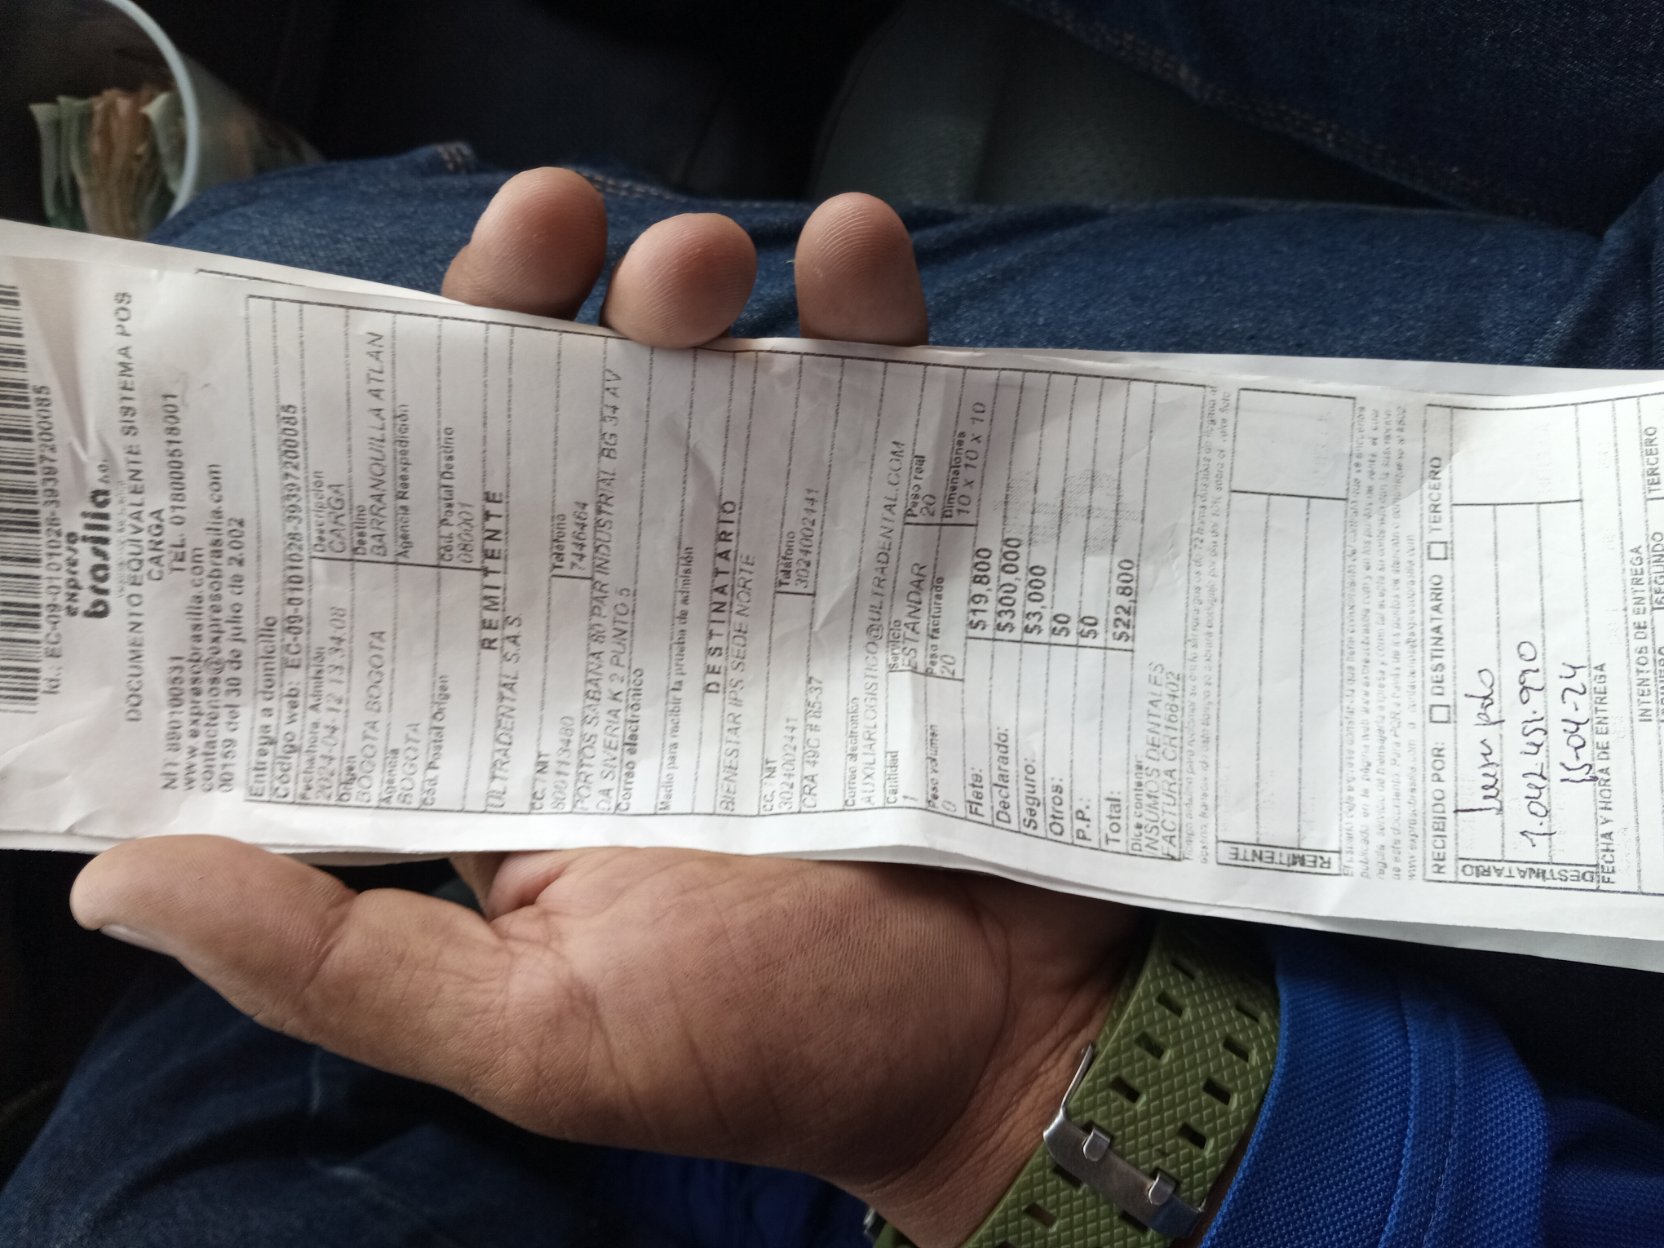 Id.: EC-09-0101028-3939720085
expreso
brasilia S.A.
DOCUMENTO EQUIVALENTE SISTEMA POS
CARGA
NIT 890100531 TEL. 018000518001
www.expresobrasilia.com
contactenos@expresobrasilia.com
00159 del 30 de julio de 2.002
Entrega a domicilio
Código web: EC-09-0101028-3939720085
Fecha/hora. Admisión Descripción
2024-04-12 13:34:08 CARGA
Origen Destino
BOGOTA BOGOTA BARRANQUILLA ATLAN
Agencia Agencia Reexpedición
BOGOTA
Cód. Postal Origen Cód. Postal Destino
080001
REMITENTE
ULTRADENTAL S.A.S.
CC. NIT Teléfono
800113480 7446464
PORTOS SABANA 80 PAR INDUSTRIAL BG 34 AV
DA SIVERIA K 2 PUNTO 5
Correo electrónico
Medio para recibir la prueba de admisión
DESTINATARIO
BIENESTAR IPS SEDE NORTE
CC. NIT Teléfono
3024002441 3024002441
CRA 49C # 85-37
Correo electronico
AUXILIARLOGISTICO@ULTRADENTAL.COM
Cantidad Servicio Peso real
1 ESTANDAR 20
Peso volumen Peso facturado Dimensiones
0 20 10 X 10 X 10
Flete: $19,800
Declarado: $300,000
Seguro: $3,000
Otros: $0
P.P.: $0
Total: $22,800
Dice contener:
INSUMOS DENTALES
FACTURA CA168402
REMITENTE
RECIBIDO POR: DESTINATARIO TERCERO
DESTINATARIO
1.042.451.990
15-04-24
FECHA Y HORA DE ENTREGA
INTENTOS DE ENTREGA
PRIMERO SEGUNDO TERCERO